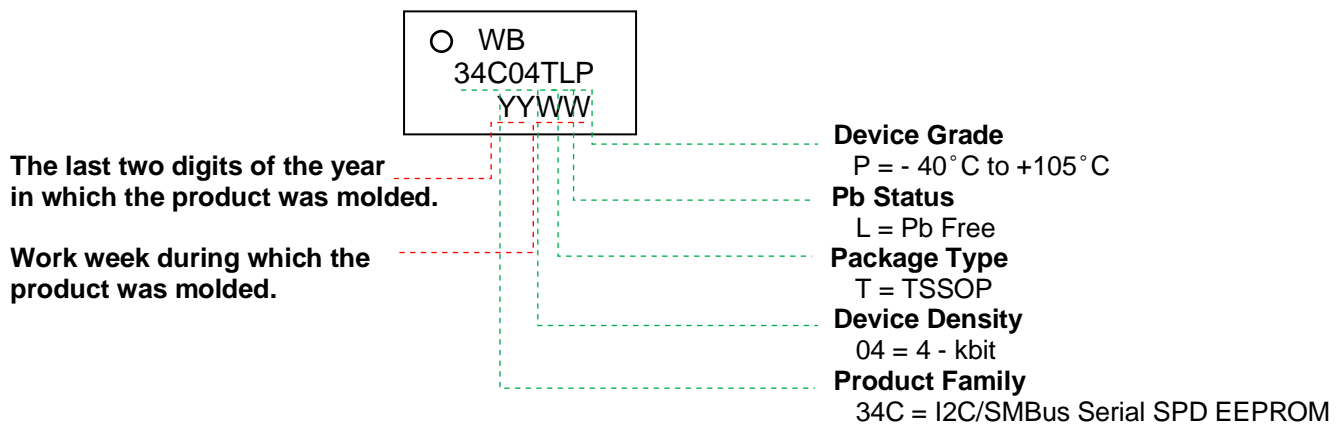 WB
34C04TLP
YYWW
The last two digits of the year
in which the product was molded.
Work week during which the
product was molded.
Device Grade
P = - 40°C to +105°C
Pb Status
L = Pb Free
Package Type
T = TSSOP
Device Density
04 = 4 - kbit
Product Family
34C = I2C/SMBus Serial SPD EEPROM